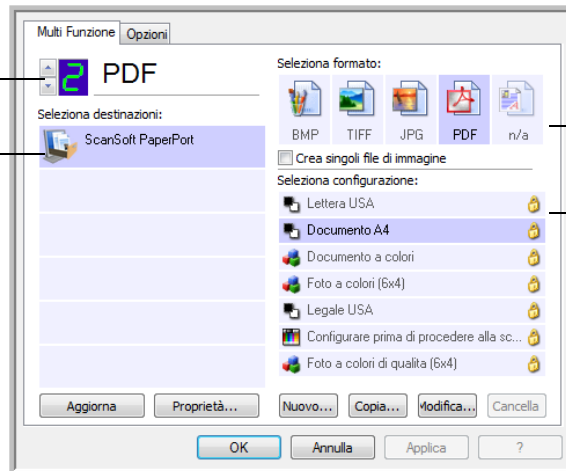 Multi Funzione
Opzioni
2
PDF
Seleziona destinazioni:
ScanSoft PaperPort
Aggiorna
Proprietà...
Seleziona formato:
BMP TIFF JPG PDF n/a
Crea singoli file di immagine
Seleziona configurazione:
Lettera USA
Documento A4
Documento a colori
Foto a colori (6x4)
Legale USA
Configurare prima di procedere alla sc...
Foto a colori di qualita (6x4)
Nuovo... Copia... Modifica... Cancella
OK Annulla Applica ?